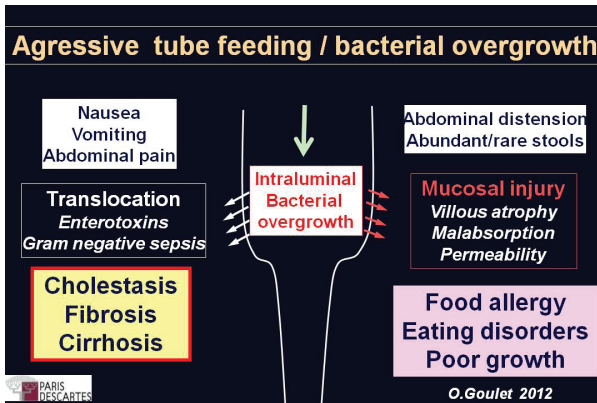 Agressive tube feeding / bacterial overgrowth
Nausea
Vomiting
Abdominal pain
Abdominal distension
Abundant/rare stools
Translocation
Enterotoxins
Gram negative sepsis
Intraluminal
Bacterial
overgrowth
Mucosal injury
Villous atrophy
Malabsorption
Permeability
Cholestasis
Fibrosis
Cirrhosis
Food allergy
Eating disorders
Poor growth
PARIS
DESCARTES
O.Goulet 2012